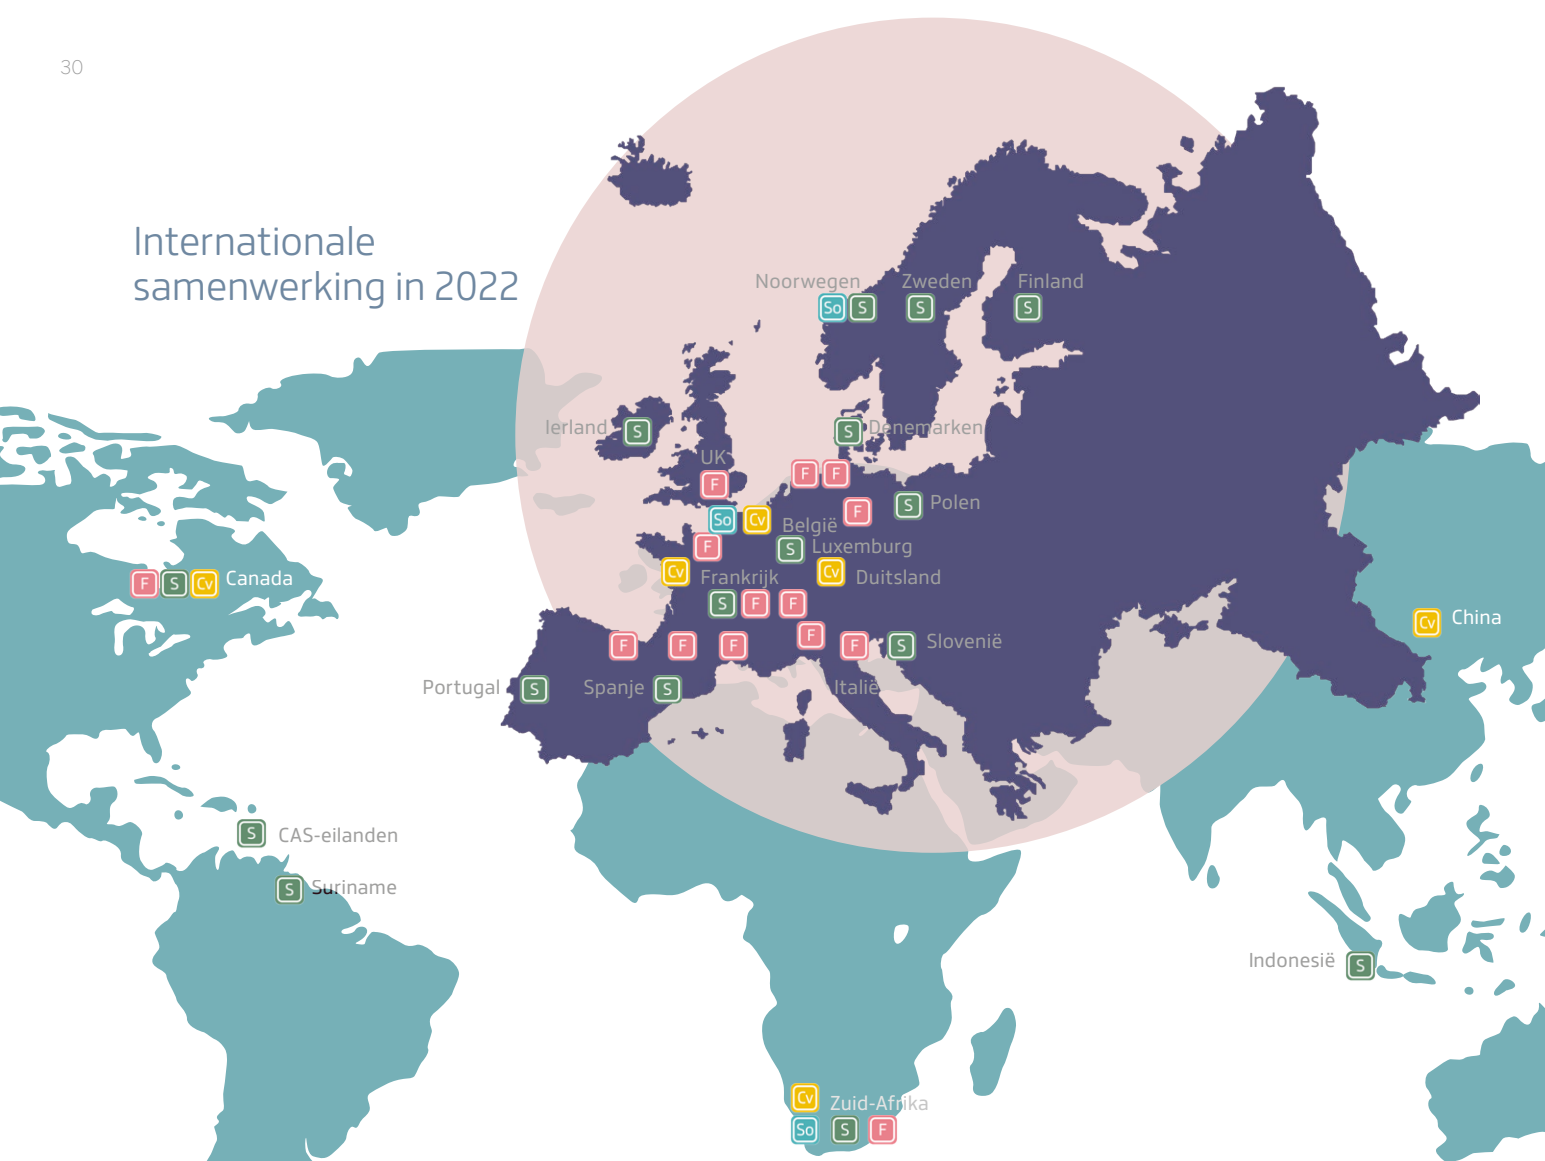 30
Internationale
samenwerking in 2022
Noorwegen
Zweden
Finland
So
S
S
S
Ierland
S
S
Denemarken
UK
F
F
F
S
Polen
F
So
Cv
België
F
S
Luxemburg
Cv
Frankrijk
Cv
Duitsland
F
S
Cv
Canada
S
F
F
Cv
China
F
F
F
F
F
S
Slovenië
Portugal
S
Spanje
S
Italië
S
CAS-eilanden
S
Suriname
Indonesië
S
Cv
Zuid-Afrika
So
S
F